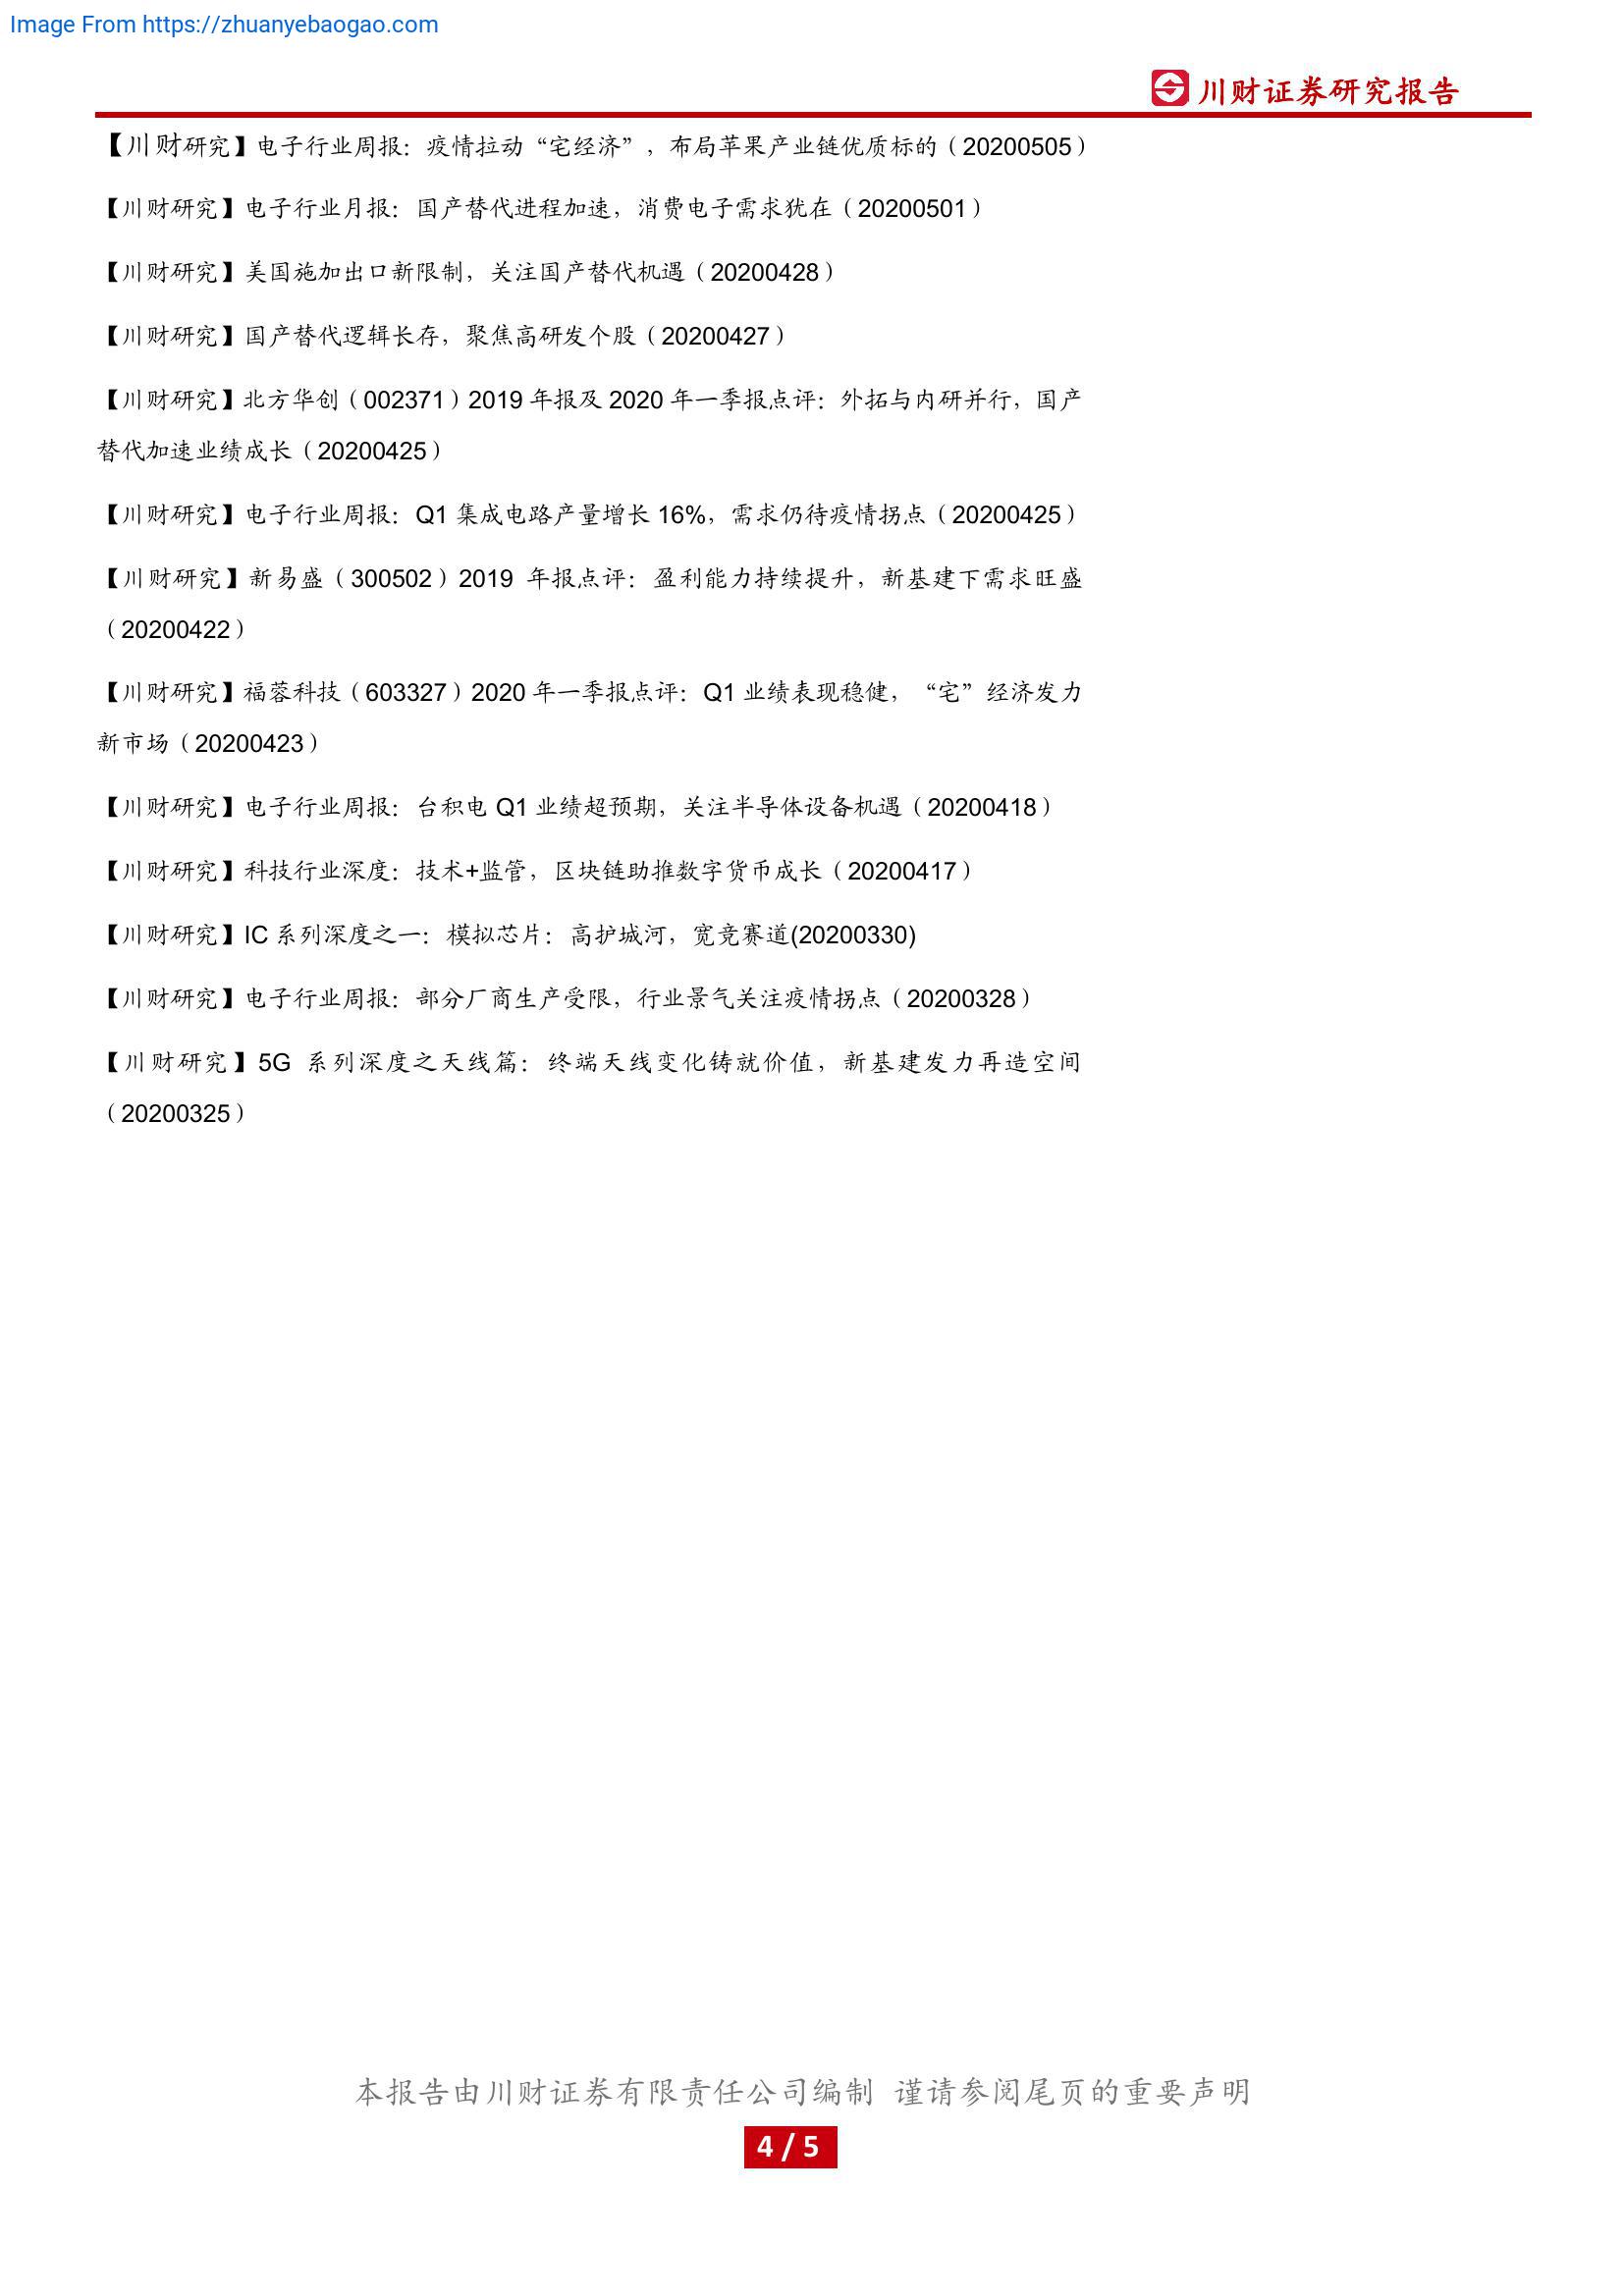 Image From https://zhuanyebaogao.com
川财证券研究报告
【川财研究】电子行业周报：疫情拉动“宅经济”，布局苹果产业链优质标的（20200505）
【川财研究】电子行业月报：国产替代进程加速，消费电子需求犹在（20200501）
【川财研究】美国施加出口新限制，关注国产替代机遇（20200428）
【川财研究】国产替代逻辑长存，聚焦高研发个股（20200427）
【川财研究】北方华创（002371）2019 年报及 2020 年一季报点评：外拓与内研并行，国产
替代加速业绩成长（20200425）
【川财研究】电子行业周报：Q1 集成电路产量增长 16%，需求仍待疫情拐点（20200425）
【川财研究】新易盛（300502）2019 年报点评：盈利能力持续提升，新基建下需求旺盛
（20200422）
【川财研究】福蓉科技（603327）2020 年一季报点评：Q1 业绩表现稳健，“宅”经济发力
新市场（20200423）
【川财研究】电子行业周报：台积电 Q1 业绩超预期，关注半导体设备机遇（20200418）
【川财研究】科技行业深度：技术+监管，区块链助推数字货币成长（20200417）
【川财研究】IC 系列深度之一：模拟芯片：高护城河，宽竞赛道(20200330)
【川财研究】电子行业周报：部分厂商生产受限，行业景气关注疫情拐点（20200328）
【川财研究】5G 系列深度之天线篇：终端天线变化铸就价值，新基建发力再造空间
（20200325）
本报告由川财证券有限责任公司编制 谨请参阅尾页的重要声明
4 / 5